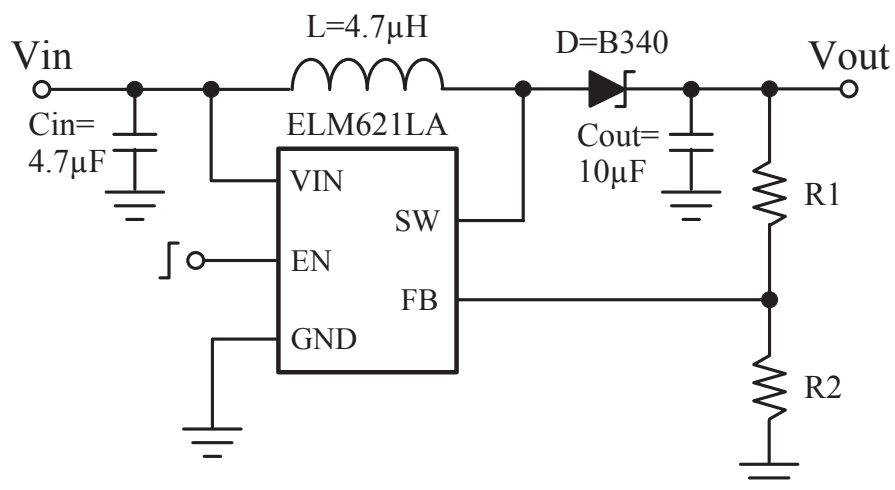 L=4.7µH
D=B340
Vin
Vout
Cin=
4.7µF
ELM621LA
Cout=
10µF
VIN
R1
SW
EN
FB
GND
R2